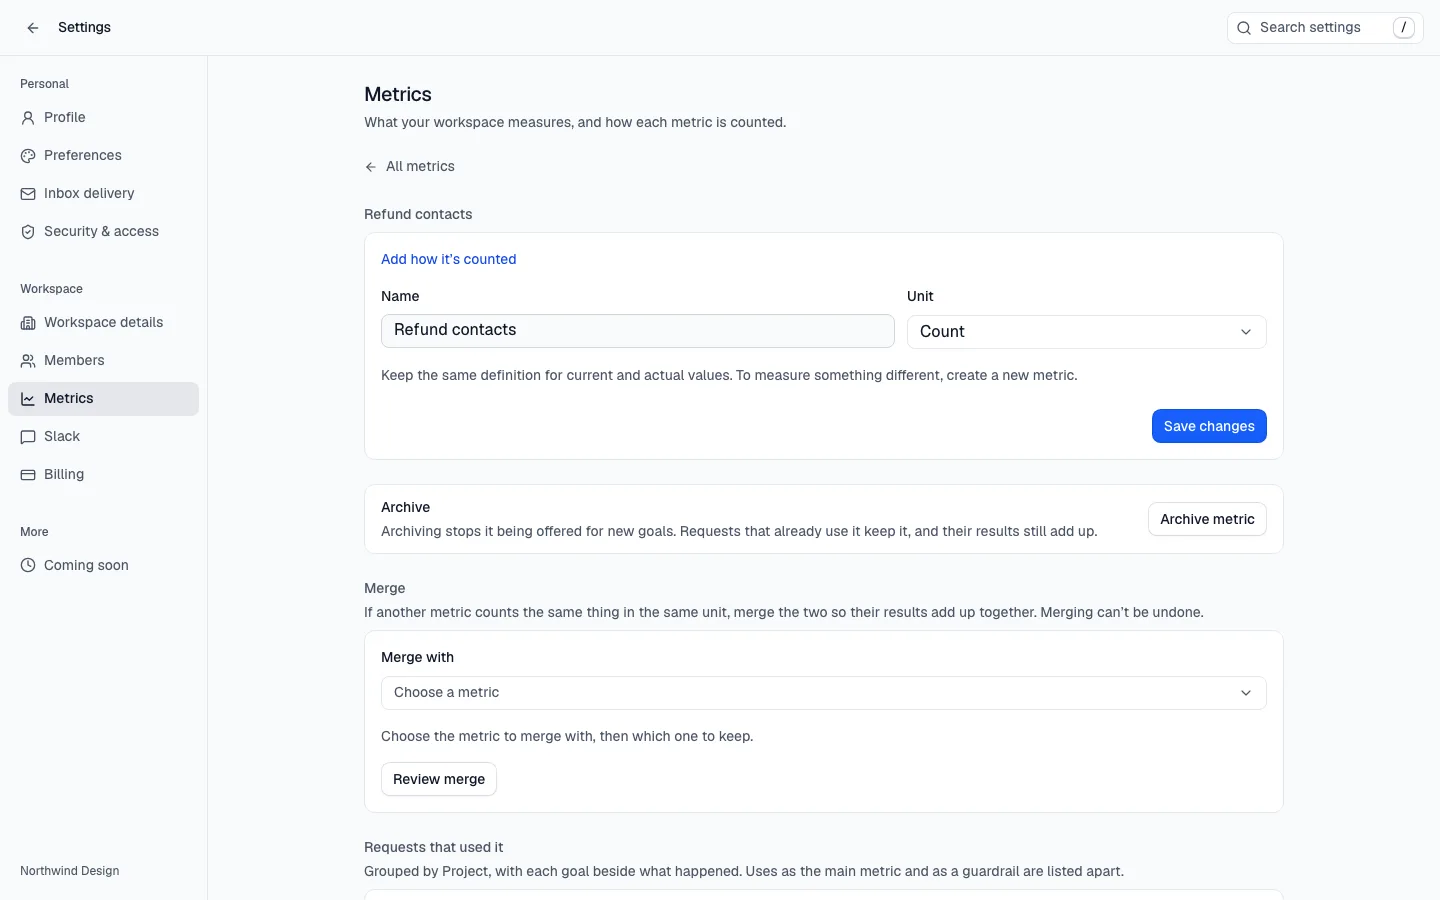 Settings
Search settings
/
Personal
Profile
Preferences
Inbox delivery
Security & access
Workspace
Workspace details
Members
Metrics
Slack
Billing
More
Coming soon
Northwind Design
Metrics
What your workspace measures, and how each metric is counted.
All metrics
Refund contacts
Add how it's counted
Name
Unit
Refund contacts
Count
Keep the same definition for current and actual values. To measure something different, create a new metric.
Save changes
Archive
Archiving stops it being offered for new goals. Requests that already use it keep it, and their results still add up.
Archive metric
Merge
If another metric counts the same thing in the same unit, merge the two so their results add up together. Merging can’t be undone.
Merge with
Choose a metric
Choose the metric to merge with, then which one to keep.
Review merge
Requests that used it
Grouped by Project, with each goal beside what happened. Uses as the main metric and as a guardrail are listed apart.